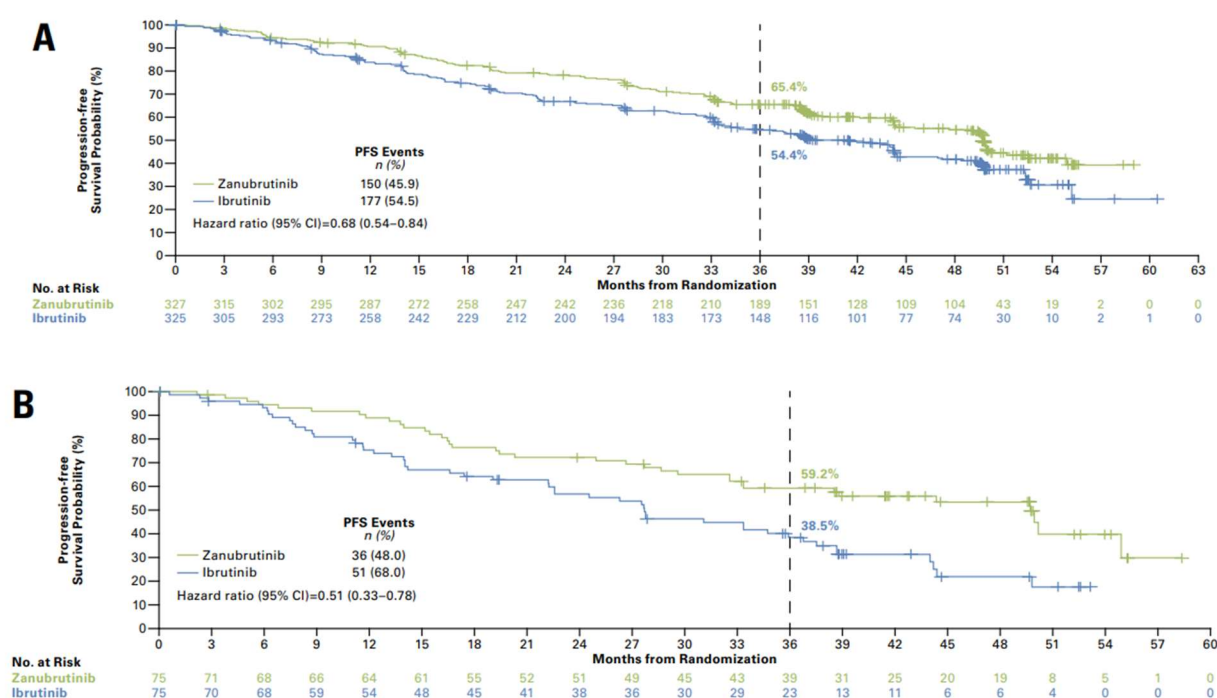 A
Progression-free
Survival Probability (%)
100
90
80
70
60
50
40
30
20
10
0
65.4%
54.4%
PFS Events
n (%)
Zanubrutinib 150 (45.9)
Ibrutinib 177 (54.5)
Hazard ratio (95% CI)=0.68 (0.54–0.84)
0 3 6 9 12 15 18 21 24 27 30 33 36 39 42 45 48 51 54 57 60 63
Months from Randomization
No. at Risk
Zanubrutinib 327 315 302 295 287 272 258 247 242 236 218 210 189 151 128 109 104 43 19 2 0 0
Ibrutinib 325 305 293 273 258 242 229 212 200 194 183 173 148 116 101 77 74 30 10 2 1 0
B
Progression-free
Survival Probability (%)
100
90
80
70
60
50
40
30
20
10
0
59.2%
38.5%
PFS Events
n (%)
Zanubrutinib 36 (48.0)
Ibrutinib 51 (68.0)
Hazard ratio (95% CI)=0.51 (0.33–0.78)
0 3 6 9 12 15 18 21 24 27 30 33 36 39 42 45 48 51 54 57 60
Months from Randomization
No. at Risk
Zanubrutinib 75 71 68 66 64 61 55 52 51 49 45 43 39 31 25 20 19 8 5 1 0
Ibrutinib 75 70 68 59 54 48 45 41 38 36 30 29 23 13 11 6 6 4 0 0 0